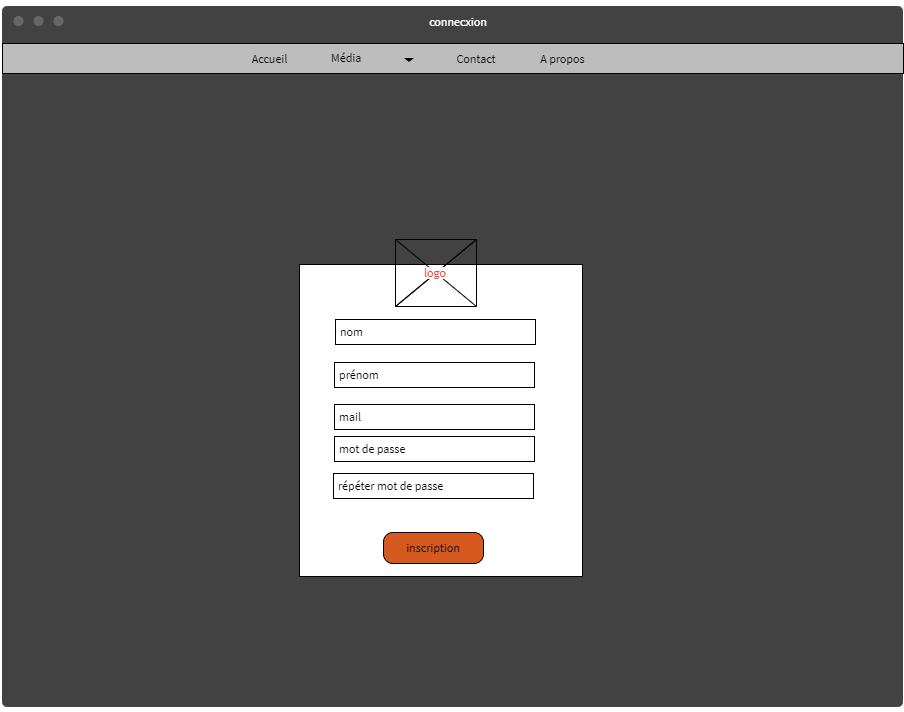 connecxion
Accueil Média Contact A propos
logo
nom
prénom
mail
mot de passe
répéter mot de passe
inscription